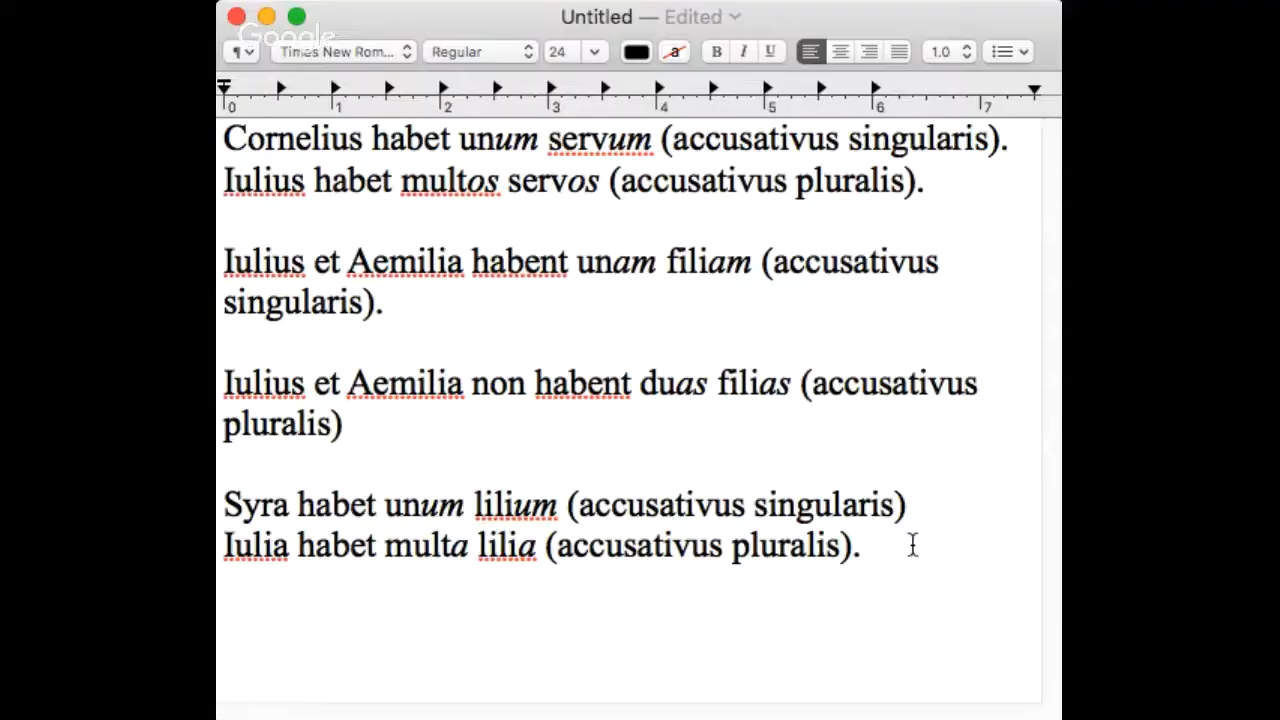 Untitled — Edited
Google
¶ Times New Rom... Regular 24 a B I U 1.0
0 1 2 3 4 5 6 7
Cornelius habet unum servum (accusativus singularis).
Iulius habet multos servos (accusativus pluralis).
Iulius et Aemilia habent unam filiam (accusativus
singularis).
Iulius et Aemilia non habent duas filias (accusativus
pluralis)
Syra habet unum lilium (accusativus singularis)
Iulia habet multa lilia (accusativus pluralis).